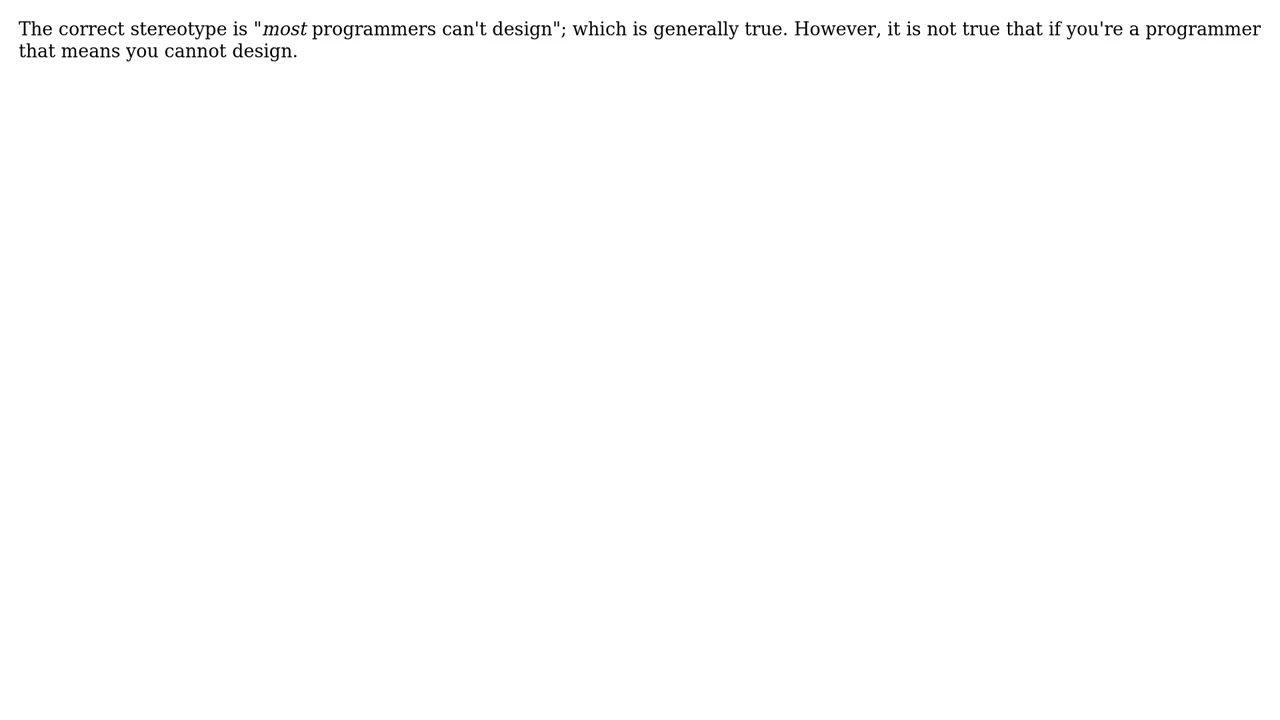 The correct stereotype is "most programmers can't design"; which is generally true. However, it is not true that if you're a programmer
that means you cannot design.